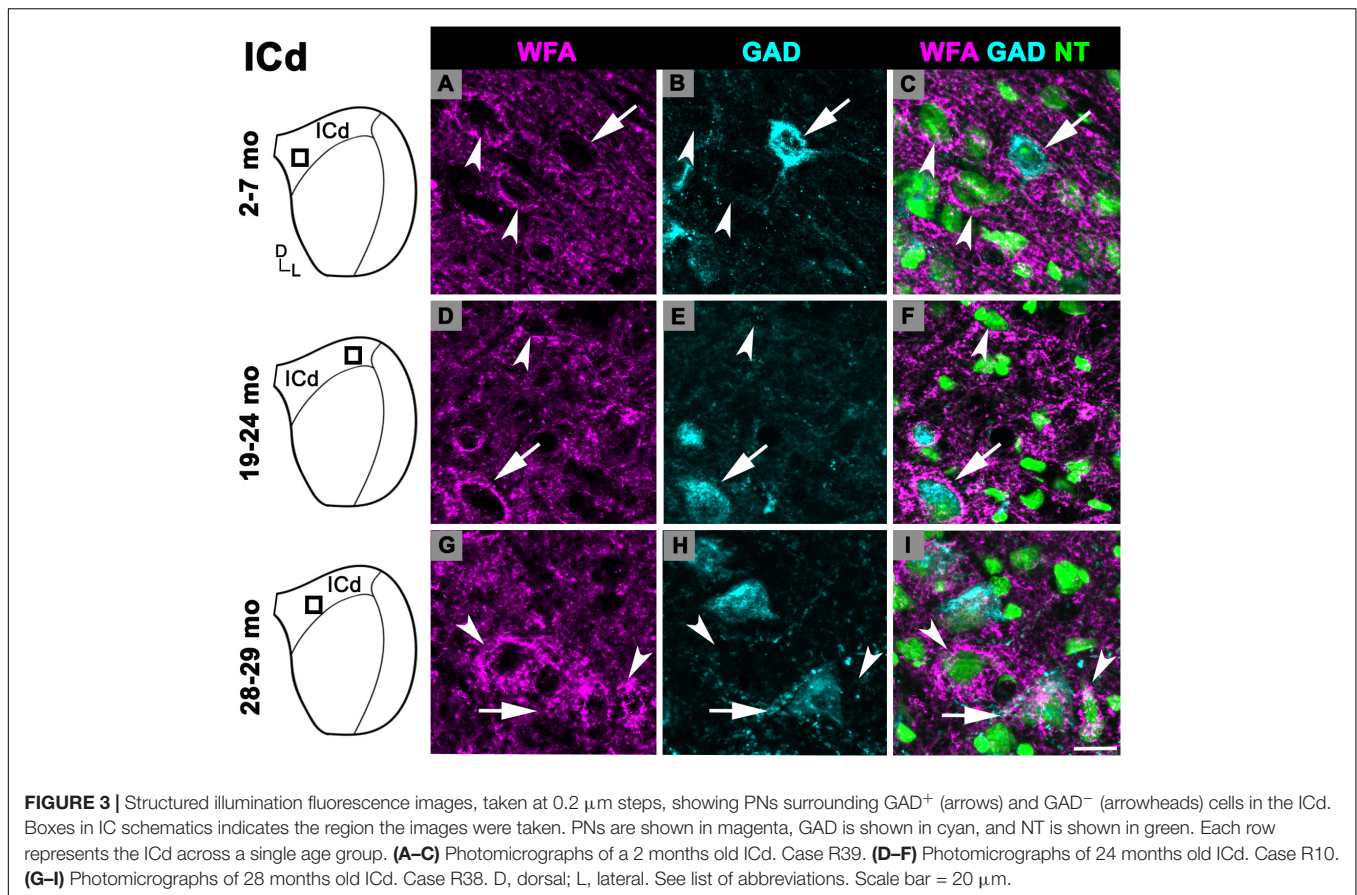 ICd
WFA
GAD
WFA GAD NT
2-7 mo
ICd
D
L
A
B
C
19-24 mo
ICd
D
E
F
28-29 mo
ICd
G
H
I
FIGURE 3 | Structured illumination fluorescence images, taken at 0.2 μm steps, showing PNs surrounding GAD⁺ (arrows) and GAD⁻ (arrowheads) cells in the ICd.
Boxes in IC schematics indicates the region the images were taken. PNs are shown in magenta, GAD is shown in cyan, and NT is shown in green. Each row
represents the ICd across a single age group. (A–C) Photomicrographs of a 2 months old ICd. Case R39. (D–F) Photomicrographs of 24 months old ICd. Case R10.
(G–I) Photomicrographs of 28 months old ICd. Case R38. D, dorsal; L, lateral. See list of abbreviations. Scale bar = 20 μm.